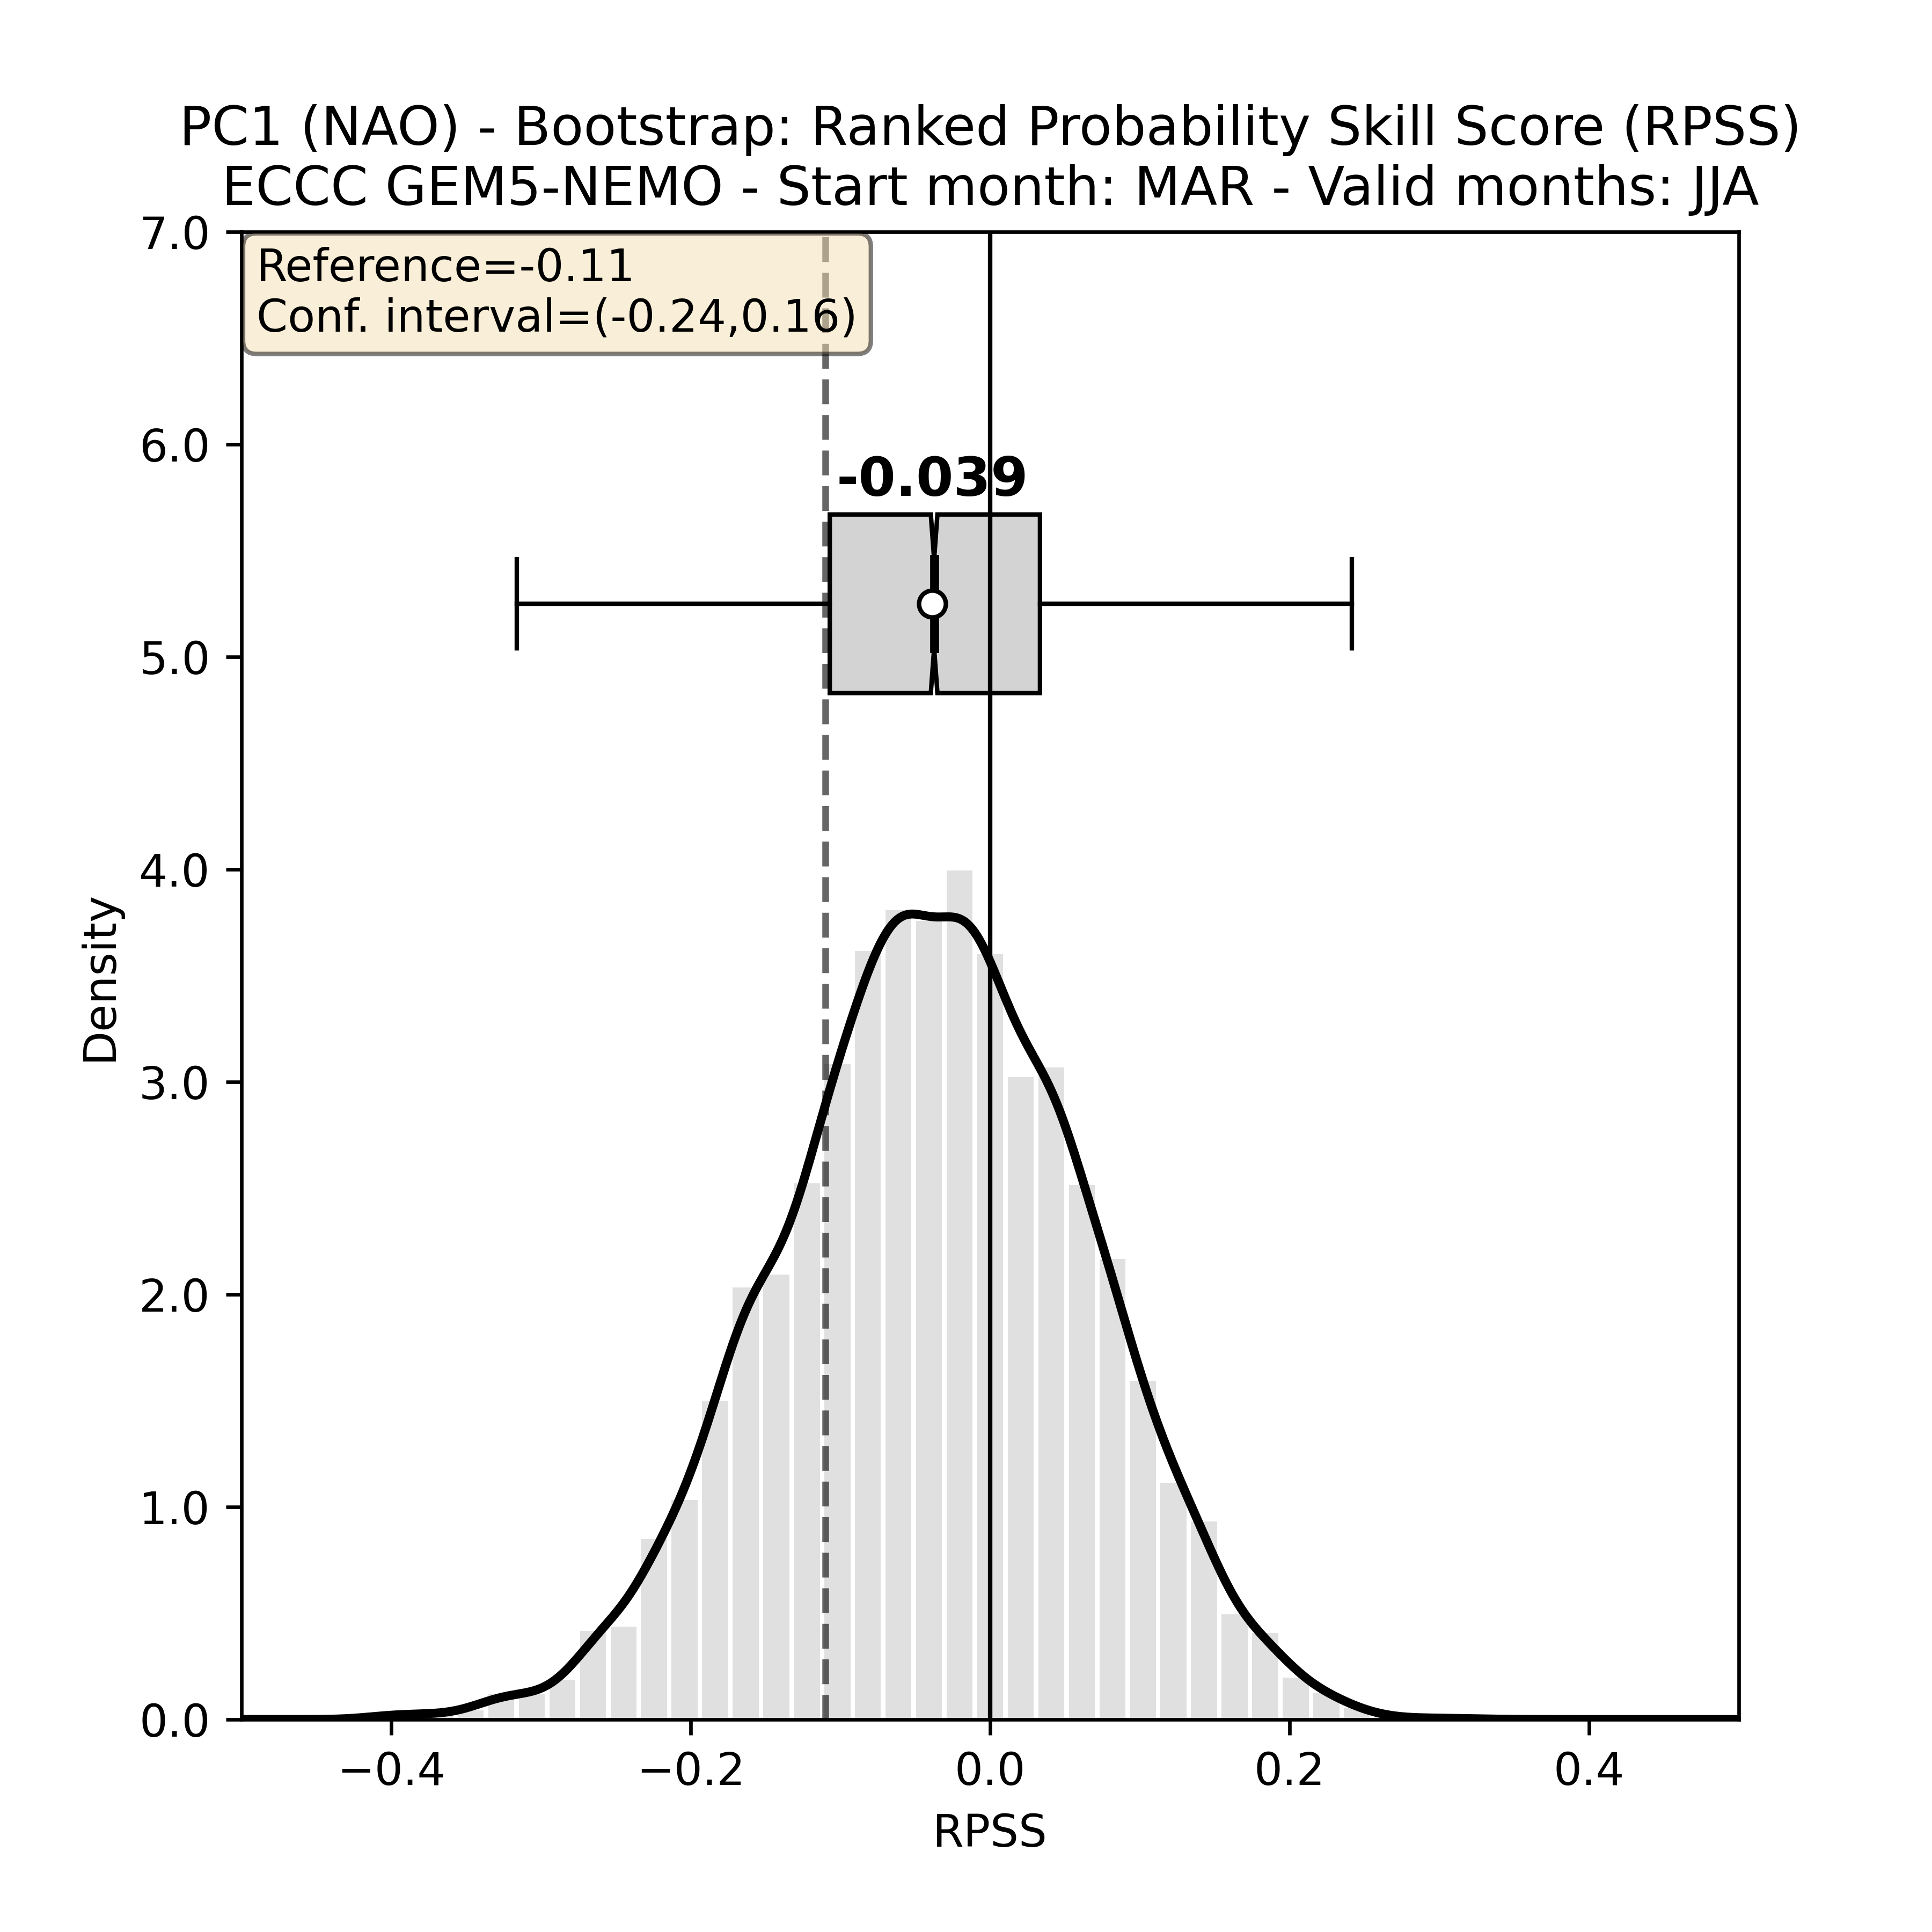 PC1 (NAO) - Bootstrap: Ranked Probability Skill Score (RPSS)
ECCC GEM5-NEMO - Start month: MAR - Valid months: JJA
7.0
Reference=-0.11
Conf. interval=(-0.24,0.16)
6.0
-0.039
5.0
4.0
Density
3.0
2.0
1.0
0.0
−0.4 −0.2 0.0 0.2 0.4
RPSS